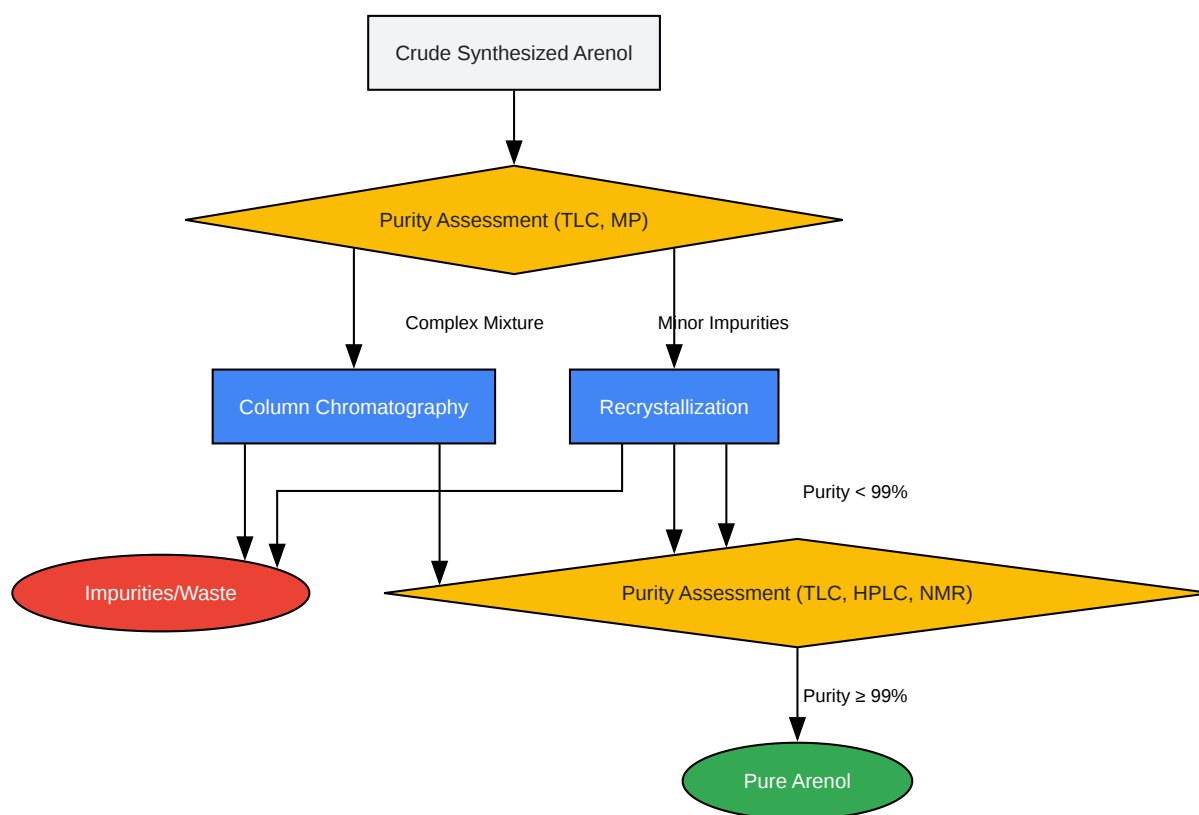 Crude Synthesized Arenol
Purity Assessment (TLC, MP)
Complex Mixture
Minor Impurities
Column Chromatography
Recrystallization
Purity < 99%
Impurities/Waste
Purity Assessment (TLC, HPLC, NMR)
Purity ≥ 99%
Pure Arenol